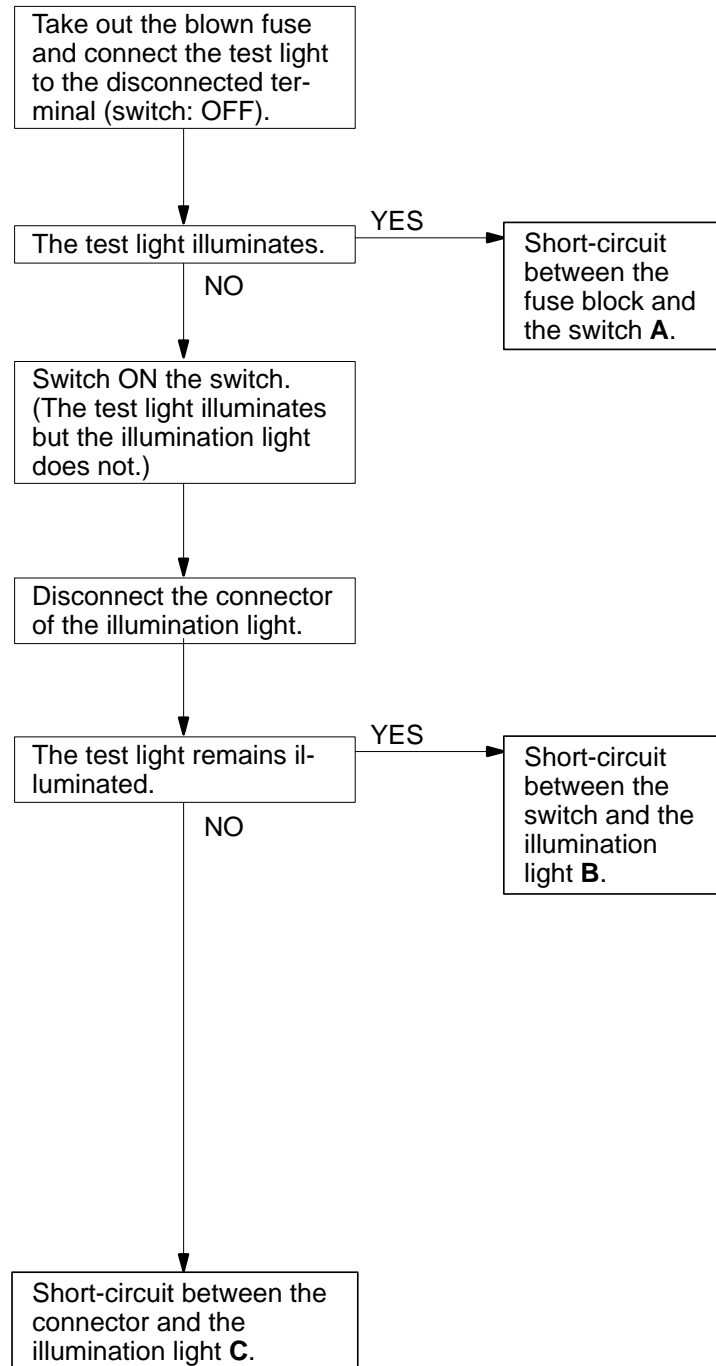 Take out the blown fuse
and connect the test light
to the disconnected ter-
minal (switch: OFF).
The test light illuminates.
YES
Short-circuit
between the
fuse block and
the switch A.
NO
Switch ON the switch.
(The test light illuminates
but the illumination light
does not.)
Disconnect the connector
of the illumination light.
The test light remains il-
luminated.
YES
Short-circuit
between the
switch and the
illumination
light B.
NO
Short-circuit between the
connector and the
illumination light C.